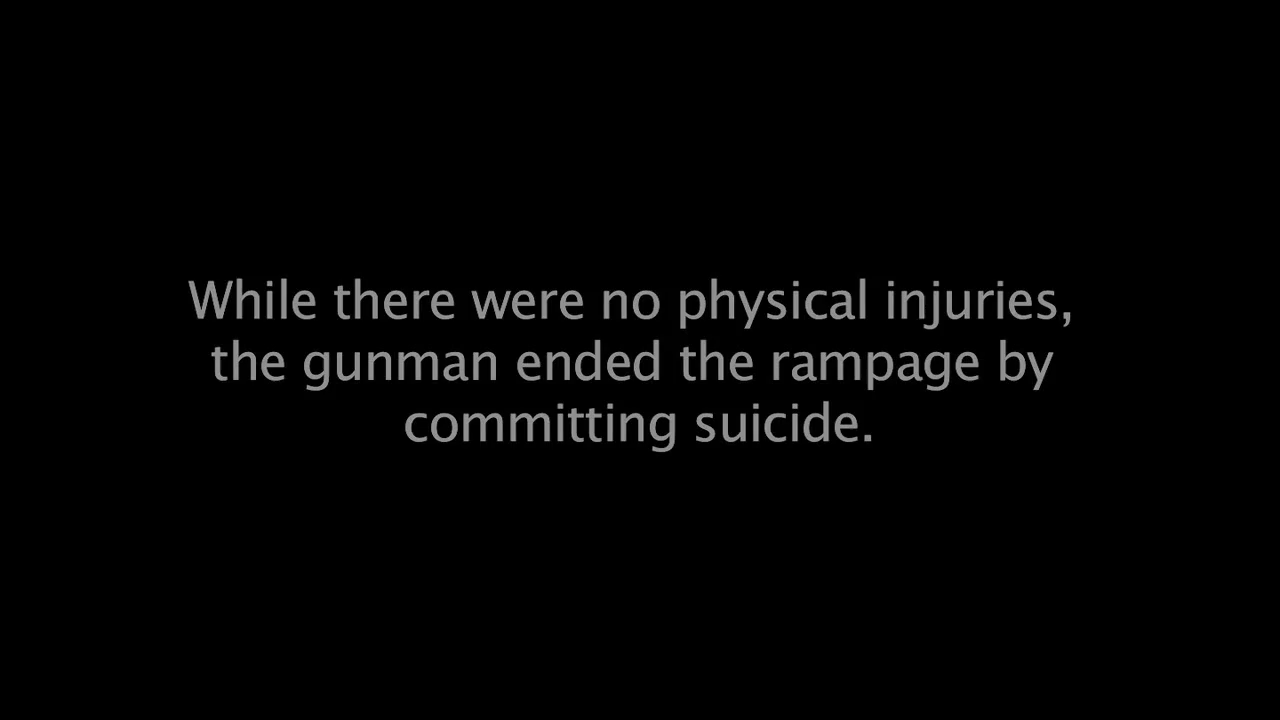 While there were no physical injuries,
the gunman ended the rampage by
committing suicide.